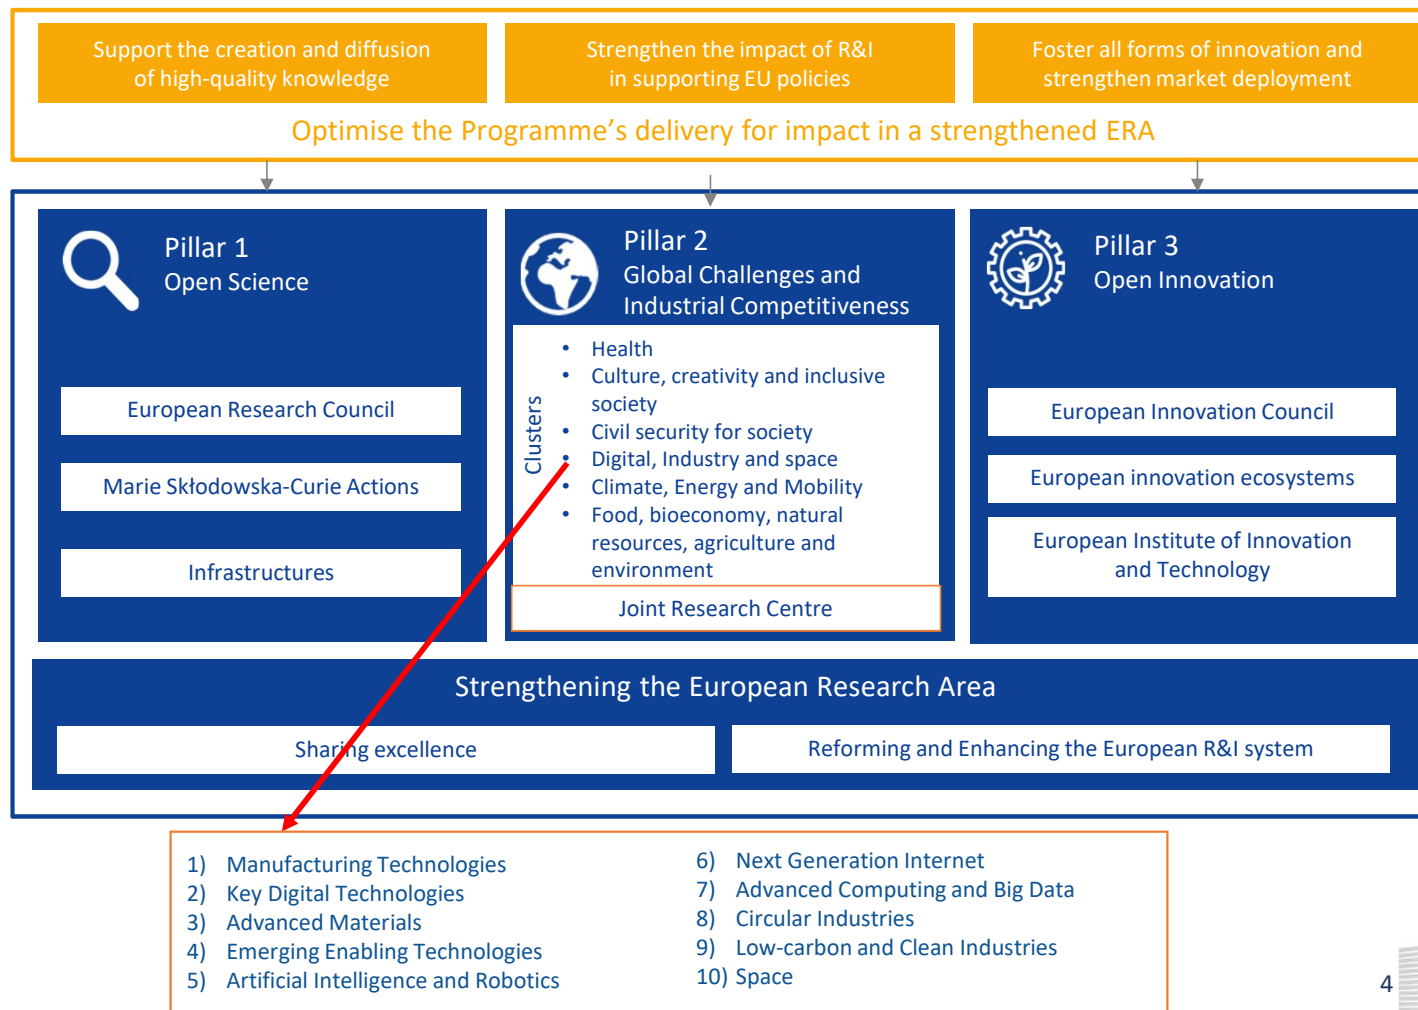 Support the creation and diffusion
of high-quality knowledge
Strengthen the impact of R&I
in supporting EU policies
Foster all forms of innovation and
strengthen market deployment
Optimise the Programme's delivery for impact in a strengthened ERA
Pillar 1
Open Science
European Research Council
Marie Skłodowska-Curie Actions
Infrastructures
Pillar 2
Global Challenges and
Industrial Competitiveness
Clusters
• Health
• Culture, creativity and inclusive
society
• Civil security for society
• Digital, Industry and space
• Climate, Energy and Mobility
• Food, bioeconomy, natural
resources, agriculture and
environment
Joint Research Centre
Pillar 3
Open Innovation
European Innovation Council
European innovation ecosystems
European Institute of Innovation
and Technology
Strengthening the European Research Area
Sharing excellence
Reforming and Enhancing the European R&I system
1) Manufacturing Technologies
2) Key Digital Technologies
3) Advanced Materials
4) Emerging Enabling Technologies
5) Artificial Intelligence and Robotics
6) Next Generation Internet
7) Advanced Computing and Big Data
8) Circular Industries
9) Low-carbon and Clean Industries
10) Space
4